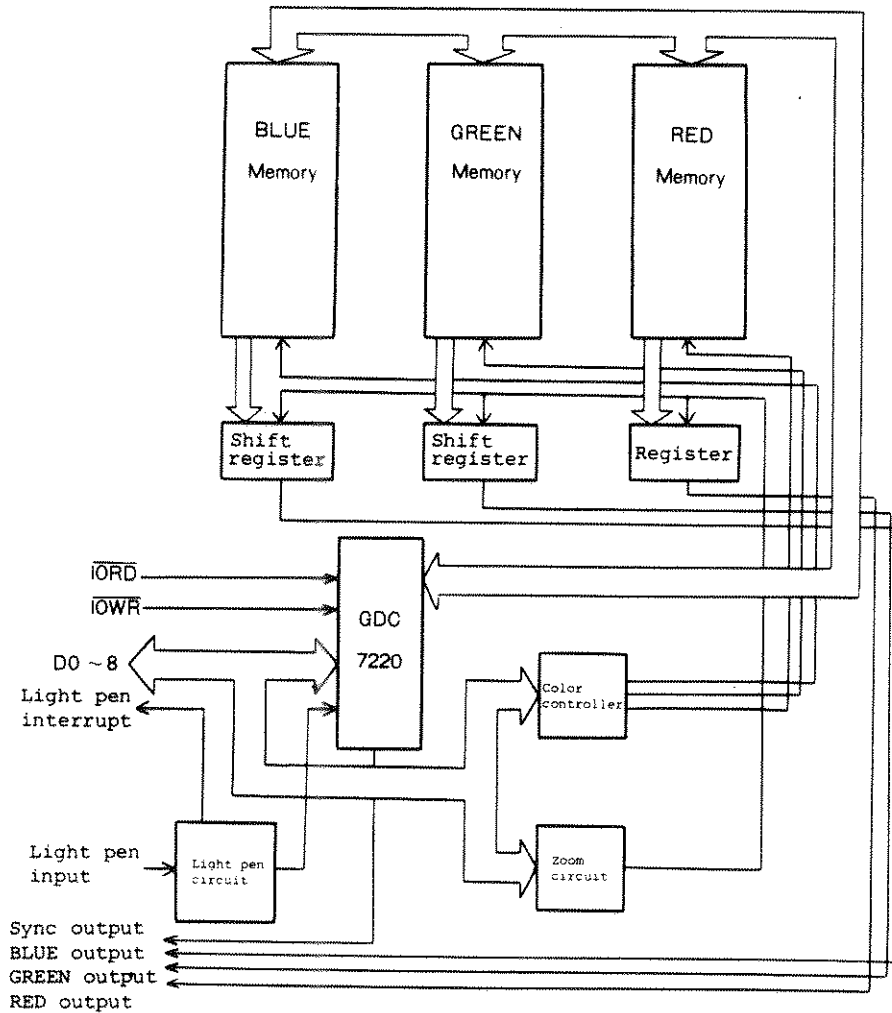 BLUE
Memory
GREEN
Memory
RED
Memory
Shift
register
Shift
register
Register
IORD
IOWR
GDC
7220
D0 ~ 8
Light pen
interrupt
Color
controller
Light pen
input
Light pen
circuit
Zoom
circuit
Sync output
BLUE output
GREEN output
RED output